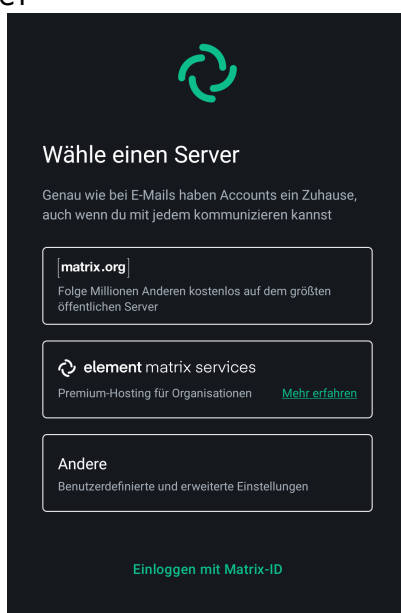 Wähle einen Server
Genau wie bei E-Mails haben Accounts ein Zuhause,
auch wenn du mit jedem kommunizieren kannst
[matrix.org]
Folge Millionen Anderen kostenlos auf dem größten
öffentlichen Server
element matrix services
Premium-Hosting für Organisationen Mehr erfahren
Andere
Benutzerdefinierte und erweiterte Einstellungen
Einloggen mit Matrix-ID